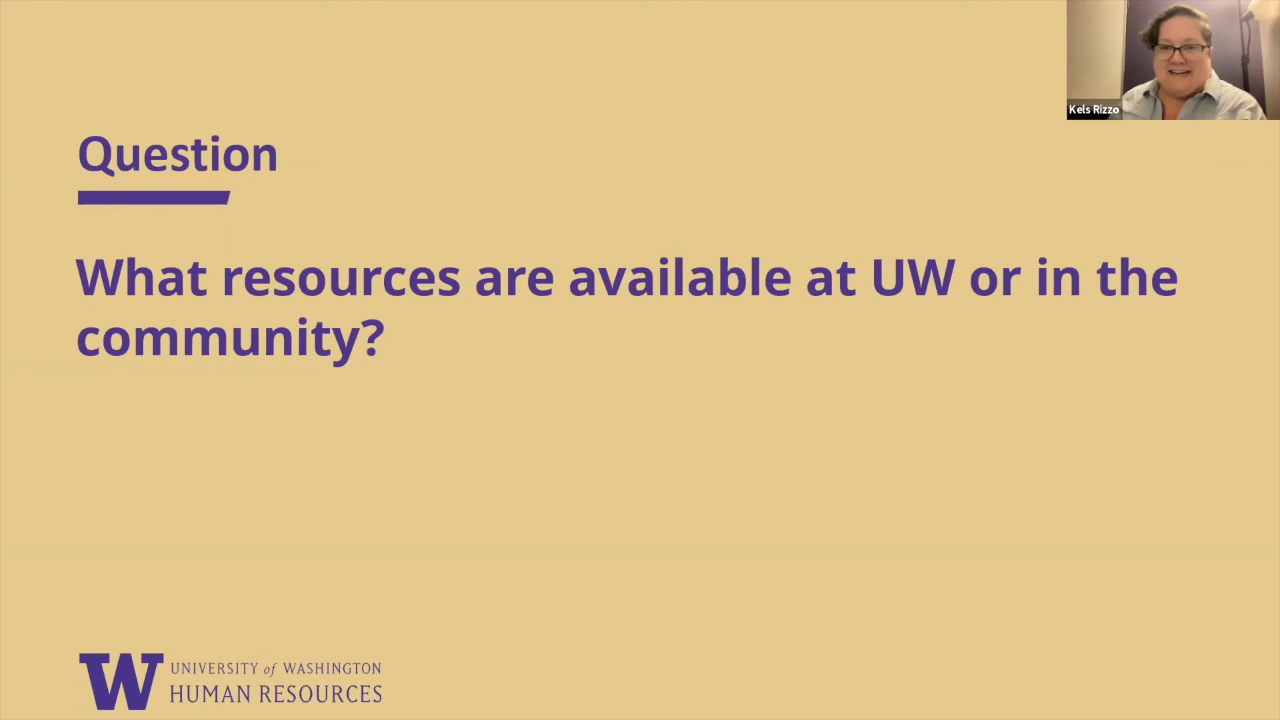 Kels Rizzo
Question
What resources are available at UW or in the
community?
W
UNIVERSITY of WASHINGTON
HUMAN RESOURCES